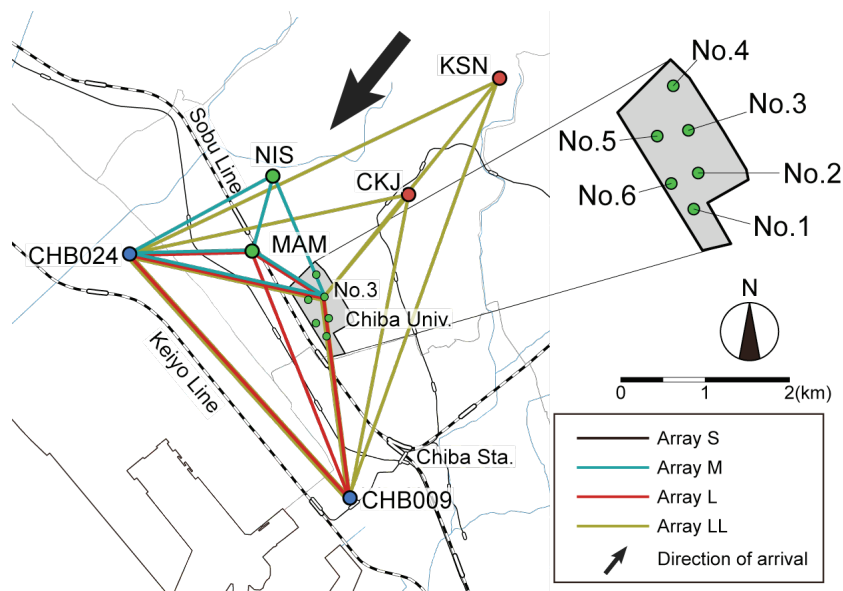 KSN
No.4
Sobu Line
No.3
NIS
No.5
CKJ
No.2
No.6
CHB024
MAM
No.1
No.3
N
Chiba Univ.
Keiyo Line
0 1 2(km)
Chiba Sta.
CHB009
Array S
Array M
Array L
Array LL
Direction of arrival